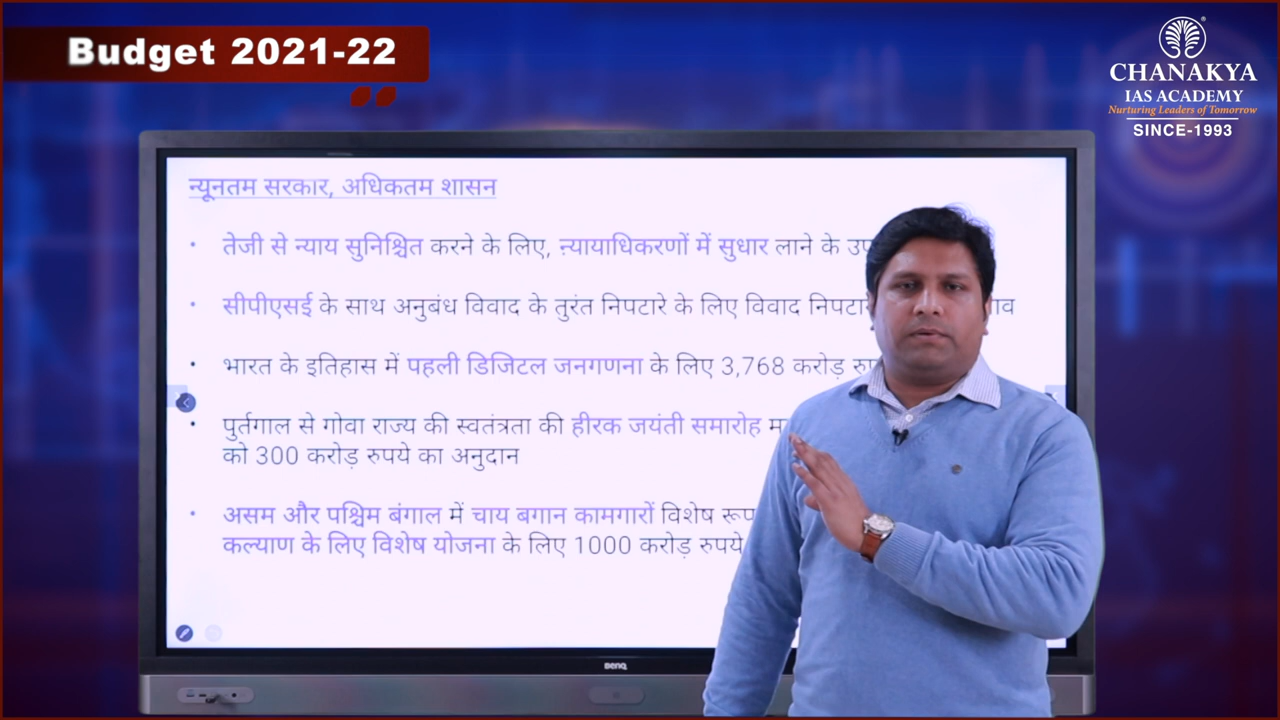 Budget 2021-22
CHANAKYA
IAS ACADEMY
Nurturing Leaders of Tomorrow
SINCE-1993
न्यूनतम सरकार, अधिकतम शासन
• तेजी से न्याय सुनिश्चित करने के लिए, न्यायाधिकरणों में सुधार लाने के
• सीपीएसई के साथ अनुबंध विवाद के तुरंत निपटारे के लिए विवाद
• भारत के इतिहास में पहली डिजिटल जनगणना के लिए 3,768 करोड़
• पुर्तगाल से गोवा राज्य की स्वतंत्रता की हीरक जयंती समारोह
को 300 करोड़ रुपये का अनुदान
• असम और पश्चिम बंगाल में चाय बगान कामगारों विशेष
कल्याण के लिए विशेष योजना के लिए 1000 करोड़ रुपये
BenQ